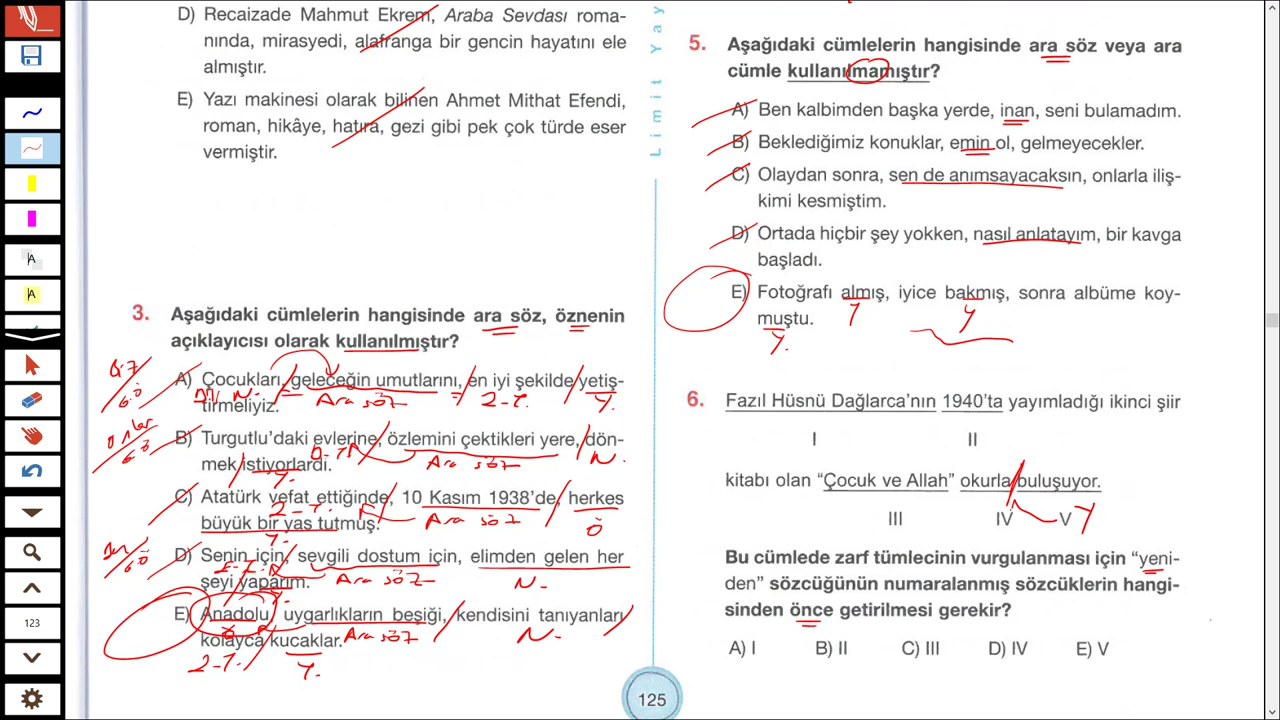 D) Recaizade Mahmut Ekrem, Araba Sevdası roma-
nında, mirasyedi, alafranga bir gencin hayatını ele
almıştır.
E) Yazı makinesi olarak bilinen Ahmet Mithat Efendi,
roman, hikâye, hatıra, gezi gibi pek çok türde eser
vermiştir.
3. Aşağıdaki cümlelerin hangisinde ara söz, öznenin
açıklayıcısı olarak kullanılmıştır?
A) Çocukları, geleceğin umutlarını, en iyi şekilde yetiş-
Ara söz Z.T. Y.
tirmeliyiz.
B) Turgutlu'daki evlerine, özlemini çektikleri yere, dön-
Ara söz N.
mek istiyorlardı.
Y.
C) Atatürk vefat ettiğinde, 10 Kasım 1938'de, herkes
Z.T. Ara söz Ö
büyük bir yas tutmuş.
Y.
D) Senin için, sevgili dostum için, elimden gelen her
Ara söz N.
şeyi yaparım.
E) Anadolu, uygarlıkların beşiği, kendisini tanıyanları
Ö Ara söz N.
kolayca kucaklar.
Z.T. Y.
Limit Yay
5. Aşağıdaki cümlelerin hangisinde ara söz veya ara
cümle kullanılmamıştır?
A) Ben kalbimden başka yerde, inan, seni bulamadım.
B) Beklediğimiz konuklar, emin ol, gelmeyecekler.
C) Olaydan sonra, sen de anımsayacaksın, onlarla iliş-
kimi kesmiştim.
D) Ortada hiçbir şey yokken, nasıl anlatayım, bir kavga
başladı.
E) Fotoğrafı almış, iyice bakmış, sonra albüme koy-
Y Y
muştu.
Y.
6. Fazıl Hüsnü Dağlarca'nın 1940'ta yayımladığı ikinci şiir
I II
kitabı olan “Çocuk ve Allah” okurla buluşuyor.
III IV V Y
Bu cümlede zarf tümlecinin vurgulanması için “yeni-
den” sözcüğünün numaralanmış sözcüklerin hangi-
sinden önce getirilmesi gerekir?
A) I B) II C) III D) IV E) V
125
A
A
123